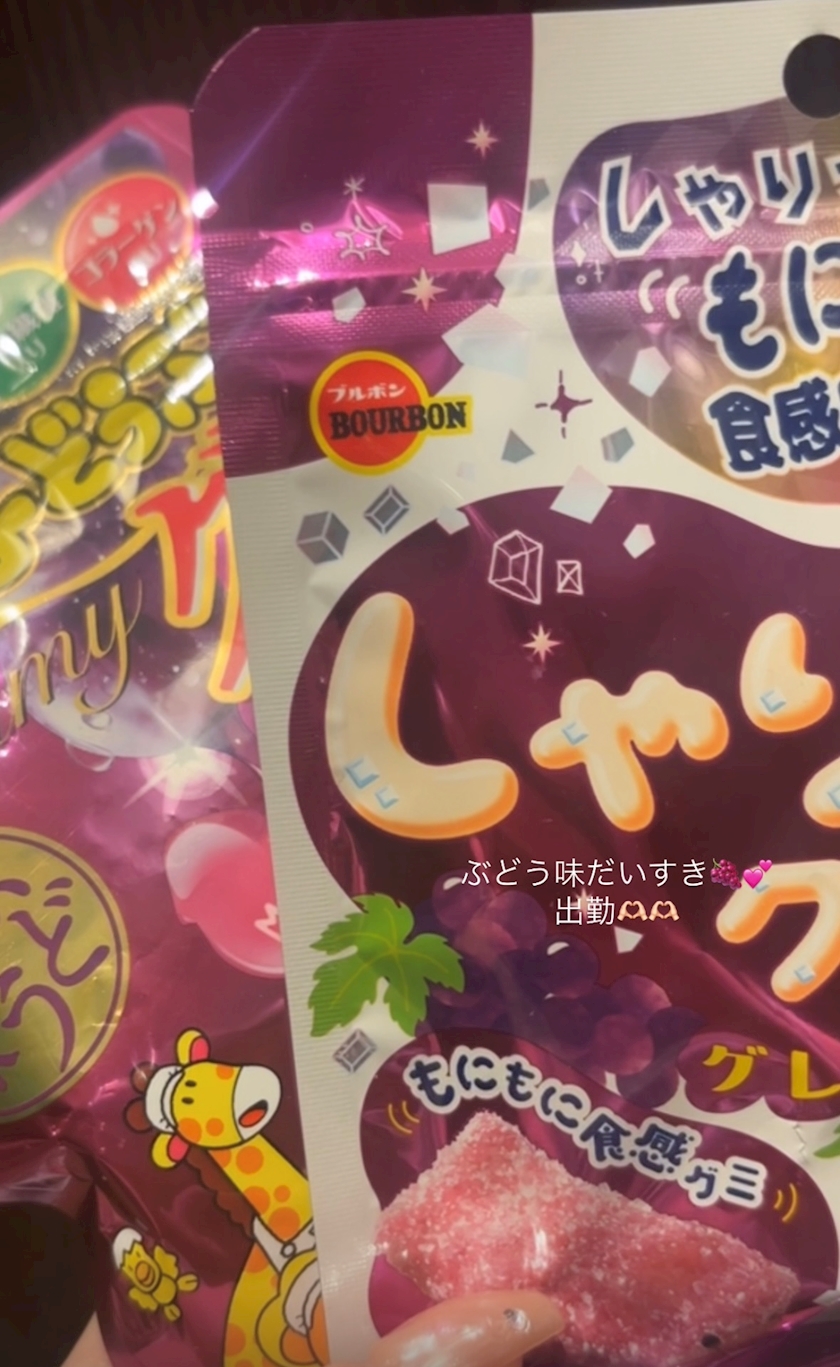 コラーゲン
ぶどう
my
ブルボン
BOURBON
しゃり
もに
食感
しゃり
グ
ぶどう味だいすき🍇💕
出勤🫶🏻🫶🏻
グレ
もにもに食感グミ